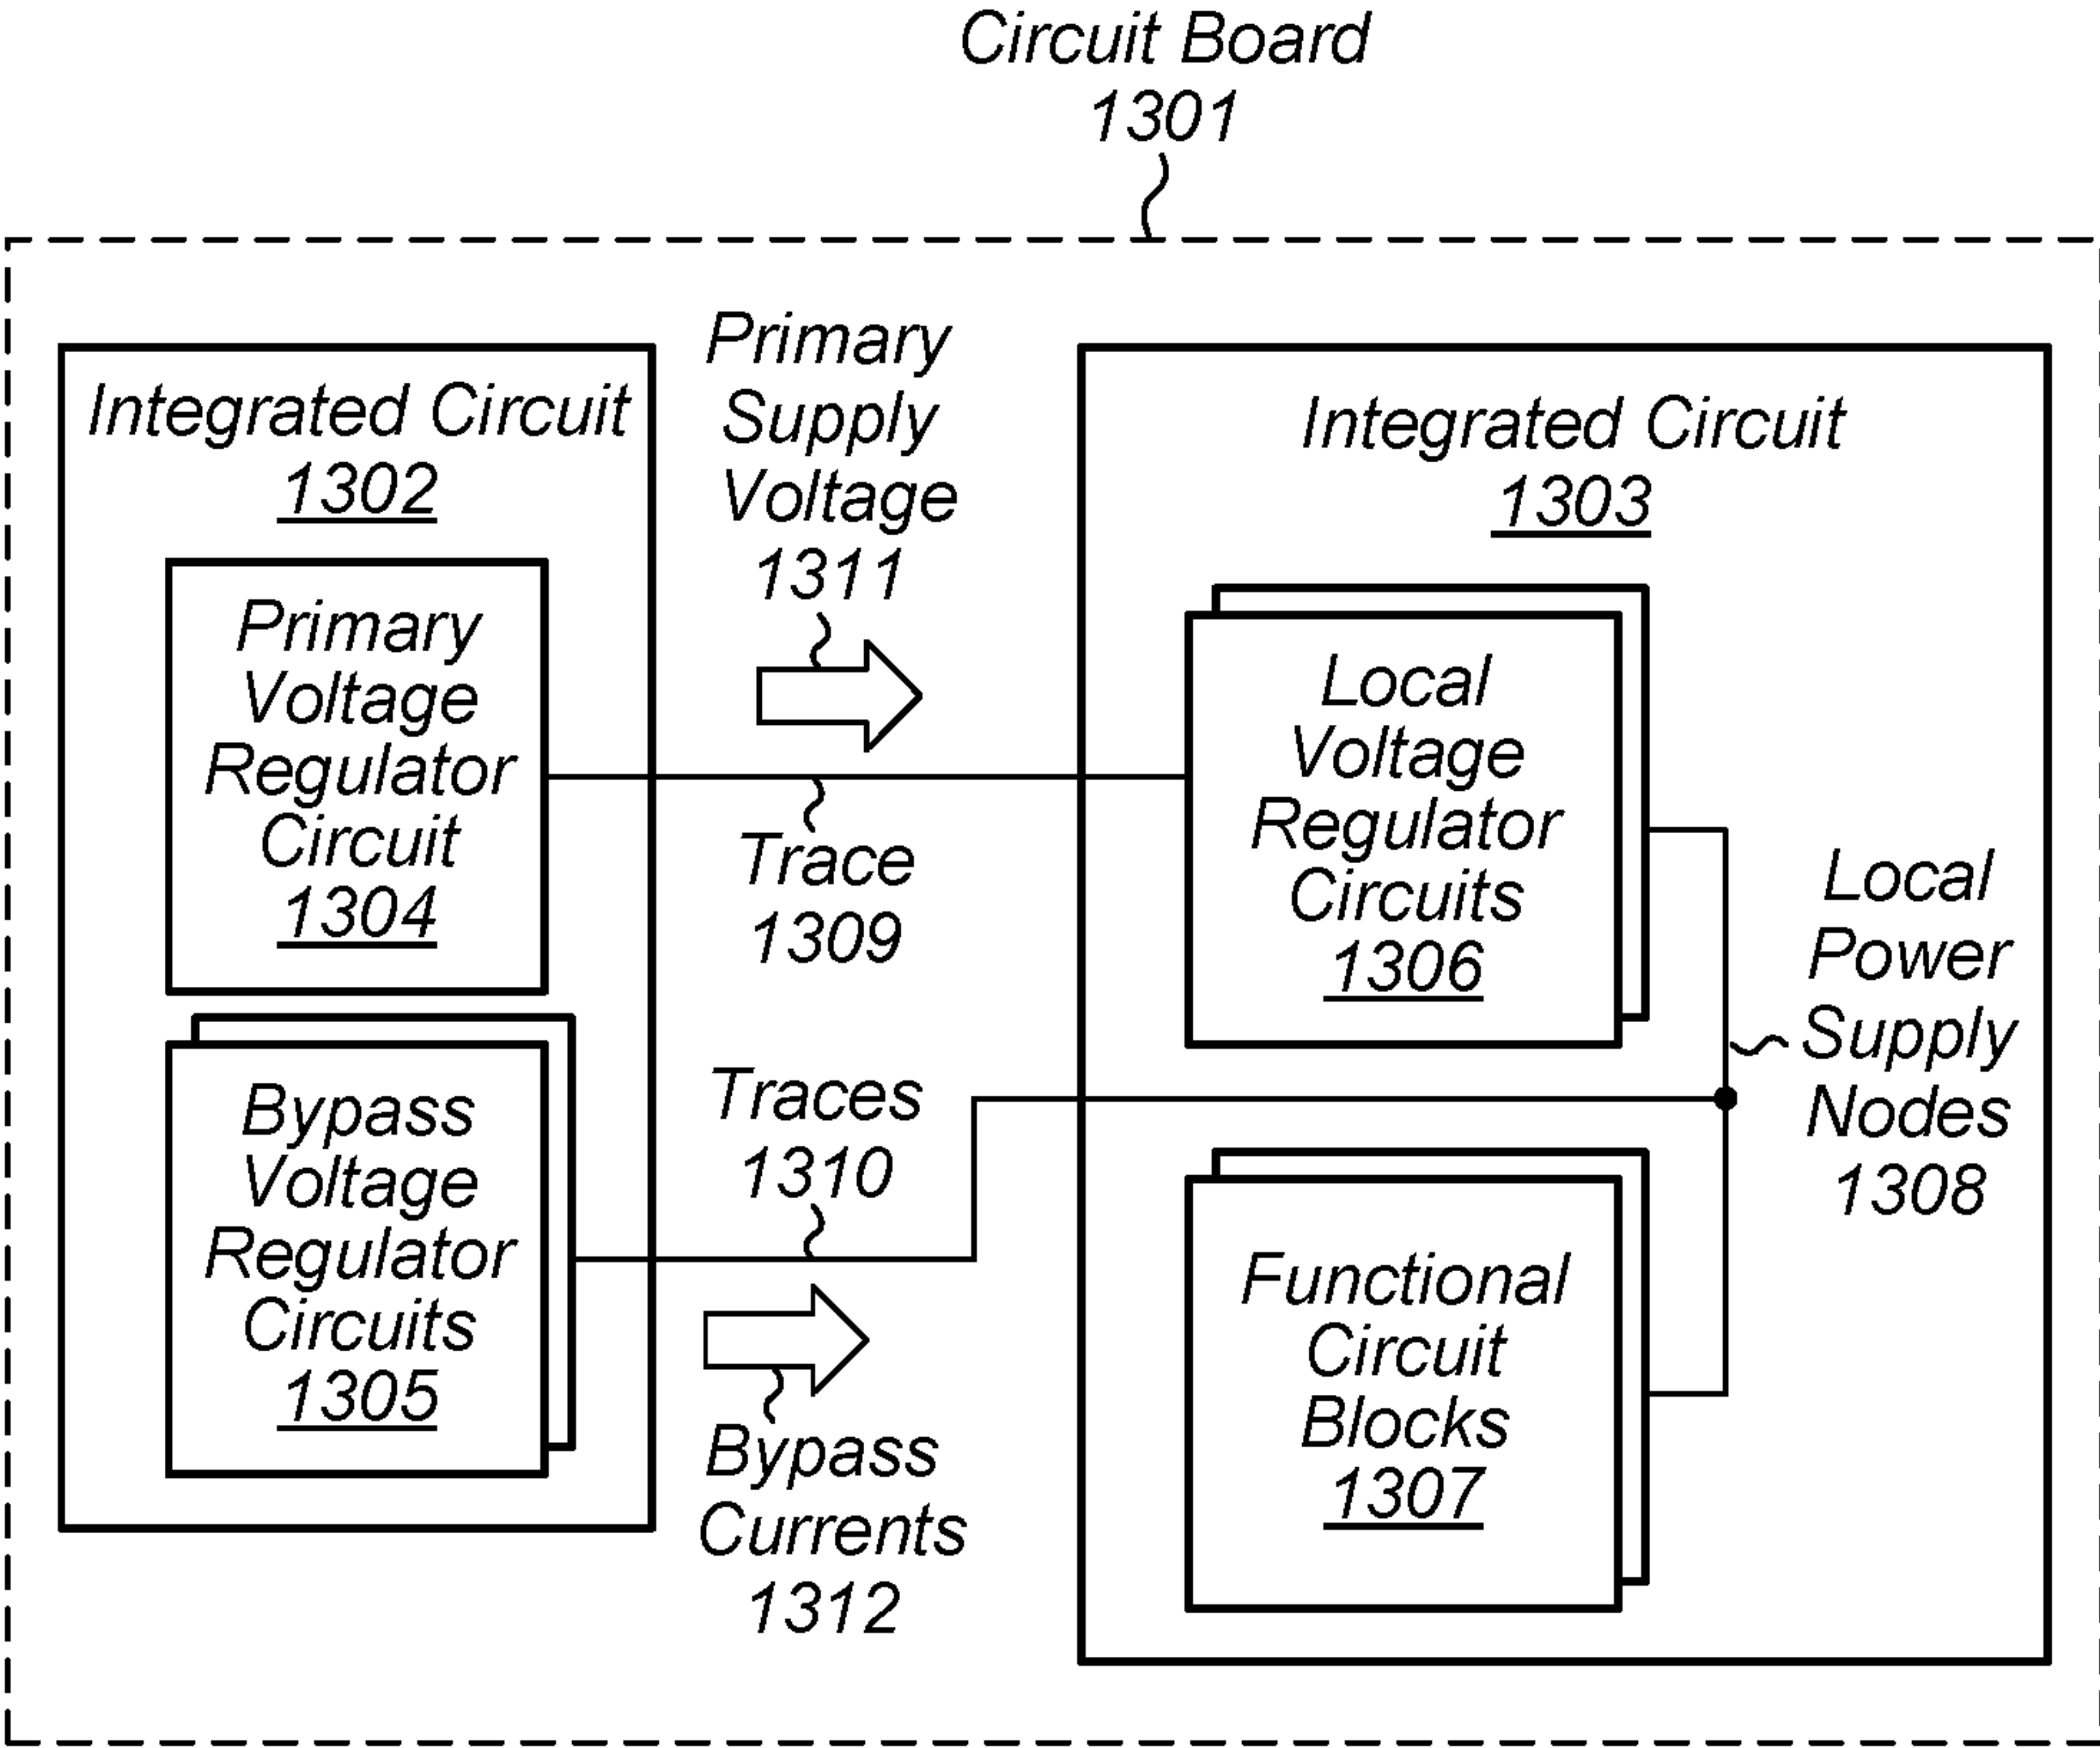 Circuit Board
1301
Integrated Circuit
1302
Primary
Voltage
Regulator
Circuit
1304
Bypass
Voltage
Regulator
Circuits
1305
Primary
Supply
Voltage
1311
Trace
1309
Traces
1310
Bypass
Currents
1312
Integrated Circuit
1303
Local
Voltage
Regulator
Circuits
1306
Functional
Circuit
Blocks
1307
Local
Power
Supply
Nodes
1308